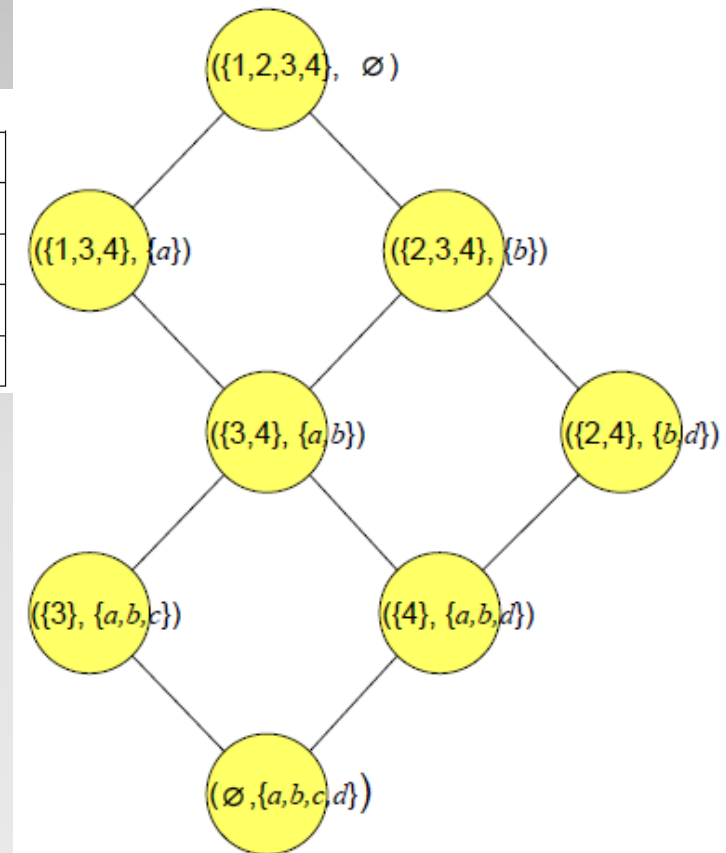 ({1,2,3,4}, ∅)
({1,3,4}, {a})
({2,3,4}, {b})
({3,4}, {a,b})
({2,4}, {b,d})
({3}, {a,b,c})
({4}, {a,b,d})
(∅,{a,b,c,d})